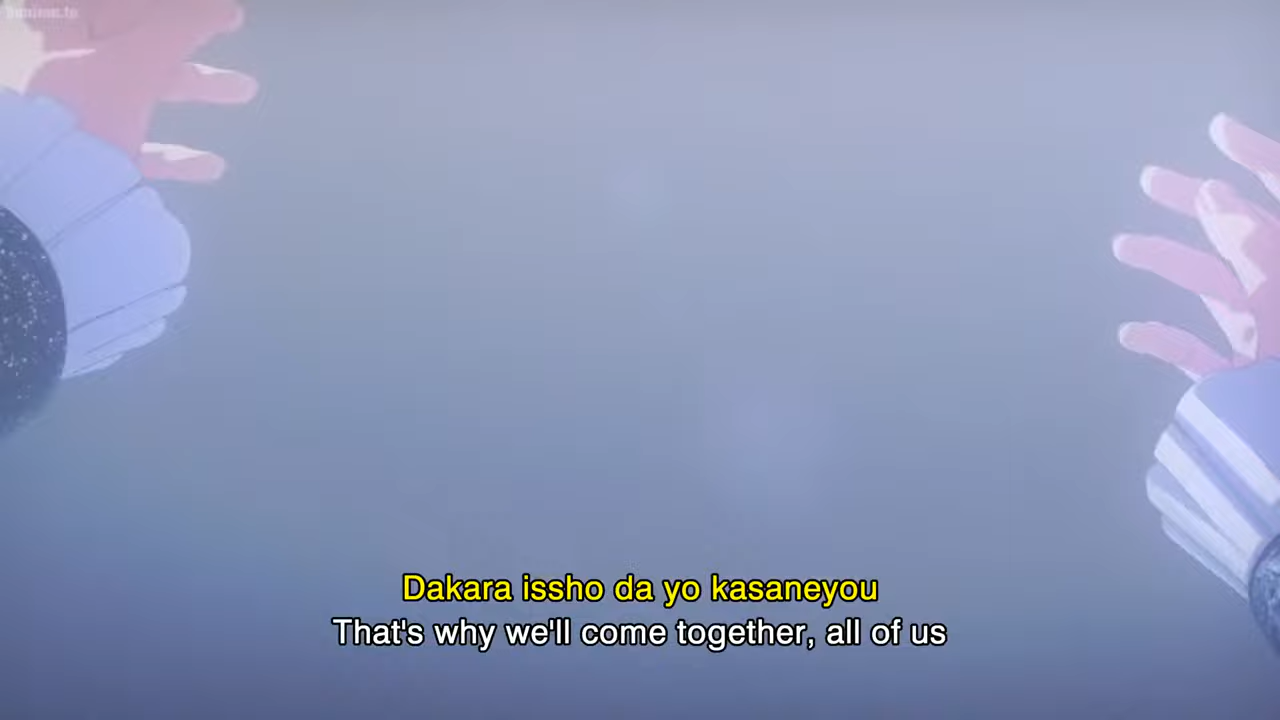 Dakara issho da yo kasaneyou
That's why we'll come together, all of us